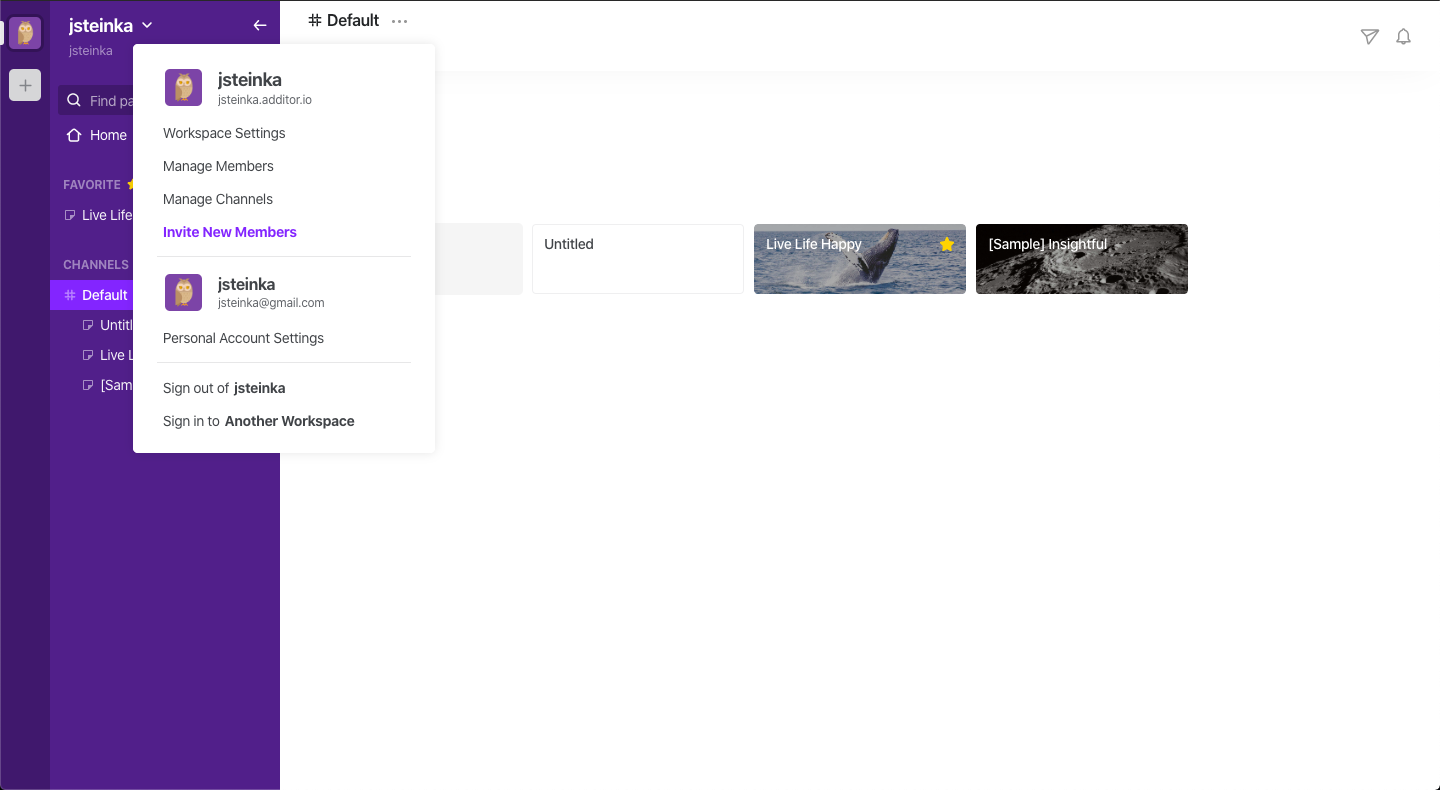 jsteinka
jsteinka
Find pa
Home
FAVORITE
Live Life
CHANNELS
Default
Untitl
Live L
[Sam
jsteinka
jsteinka.additor.io
Workspace Settings
Manage Members
Manage Channels
Invite New Members
jsteinka
jsteinka@gmail.com
Personal Account Settings
Sign out of jsteinka
Sign in to Another Workspace
# Default
Untitled
Live Life Happy
[Sample] Insightful